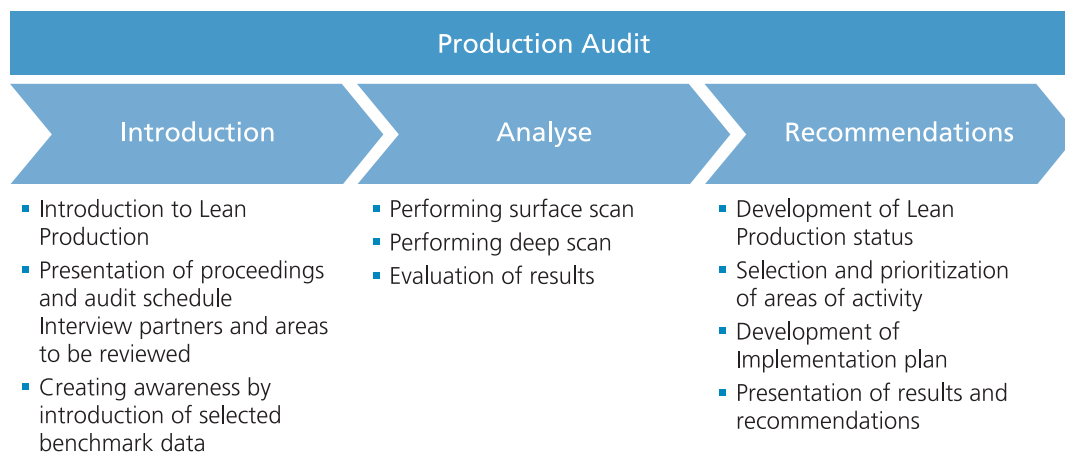 Production Audit
Introduction
Analyse
Recommendations
▪ Introduction to Lean
Production
▪ Presentation of proceedings
and audit schedule
Interview partners and areas
to be reviewed
▪ Creating awareness by
introduction of selected
benchmark data
▪ Performing surface scan
▪ Performing deep scan
▪ Evaluation of results
▪ Development of Lean
Production status
▪ Selection and prioritization
of areas of activity
▪ Development of
Implementation plan
▪ Presentation of results and
recommendations